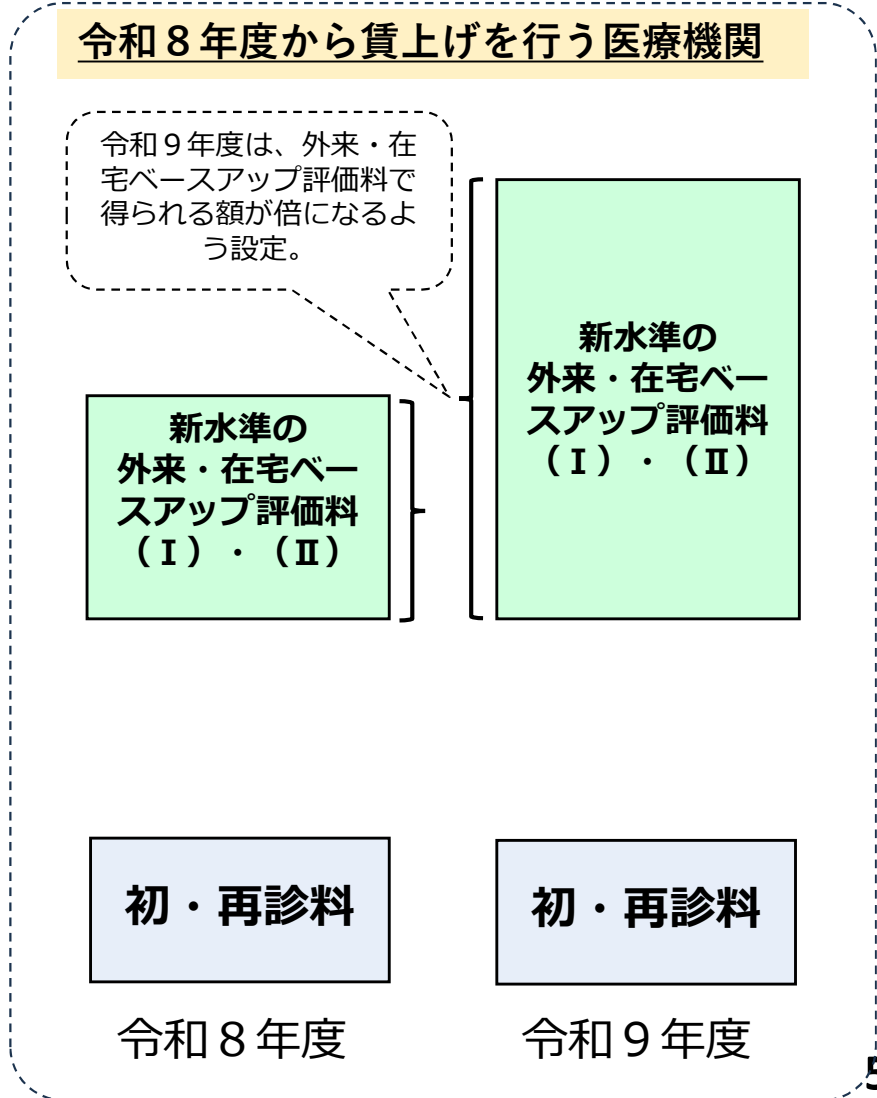 令和８年度から賃上げを行う医療機関
令和９年度は、外来・在
宅ベースアップ評価料で
得られる額が倍になるよ
う設定。
新水準の
外来・在宅ベー
スアップ評価料
（Ⅰ）・（Ⅱ）
新水準の
外来・在宅ベー
スアップ評価料
（Ⅰ）・（Ⅱ）
初・再診料
初・再診料
令和８年度
令和９年度
5